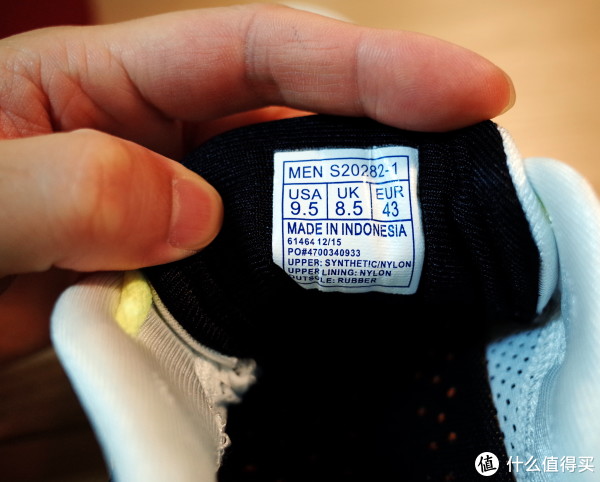 MEN S20282-1
USA UK EUR
9.5 8.5 43
MADE IN INDONESIA
61464 12/15
PO#4700340933
UPPER: SYNTHETIC/NYLON
UPPER LINING: NYLON
OUTSOLE: RUBBER
值 什么值得买